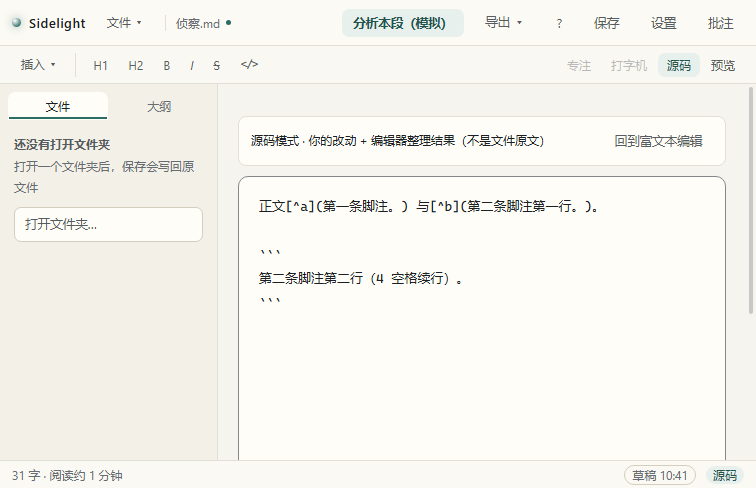 Sidelight 文件 ▾ 侦察.md ● 分析本段（模拟） 导出 ▾ ? 保存 设置 批注
插入 ▾ H1 H2 B I S </> 专注 打字机 源码 预览
文件 大纲
还没有打开文件夹
打开一个文件夹后，保存会写回原
文件
打开文件夹...
源码模式 · 你的改动 + 编辑器整理结果（不是文件原文） 回到富文本编辑
正文[^a](第一条脚注。) 与[^b](第二条脚注第一行。)。
```
第二条脚注第二行（4 空格续行）。
```
31 字 · 阅读约 1 分钟 草稿 10:41 源码